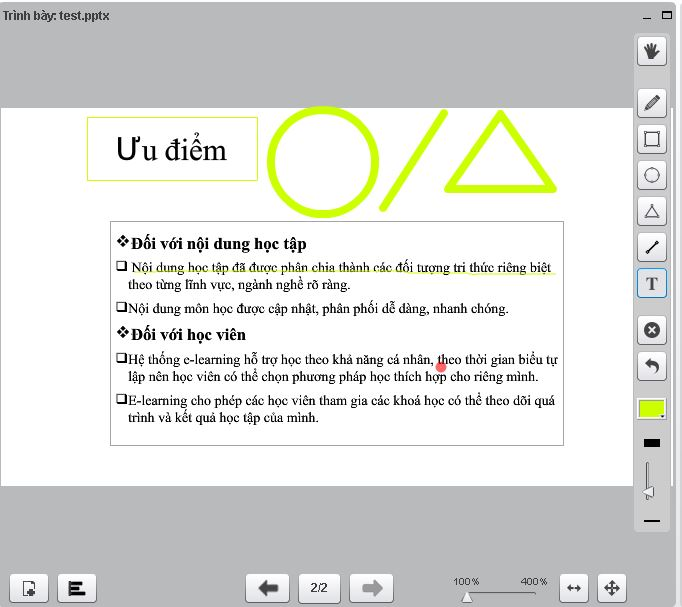 Trình bày: test.pptx
Ưu điểm
❖Đối với nội dung học tập
❑ Nội dung học tập đã được phân chia thành các đối tượng tri thức riêng biệt
theo từng lĩnh vực, ngành nghề rõ ràng.
❑Nội dung môn học được cập nhật, phân phối dễ dàng, nhanh chóng.
❖Đối với học viên
❑Hệ thống e-learning hỗ trợ học theo khả năng cá nhân, theo thời gian biểu tự
lập nên học viên có thể chọn phương pháp học thích hợp cho riêng mình.
❑E-learning cho phép các học viên tham gia các khoá học có thể theo dõi quá
trình và kết quả học tập của mình.
T
2/2
100%
400%